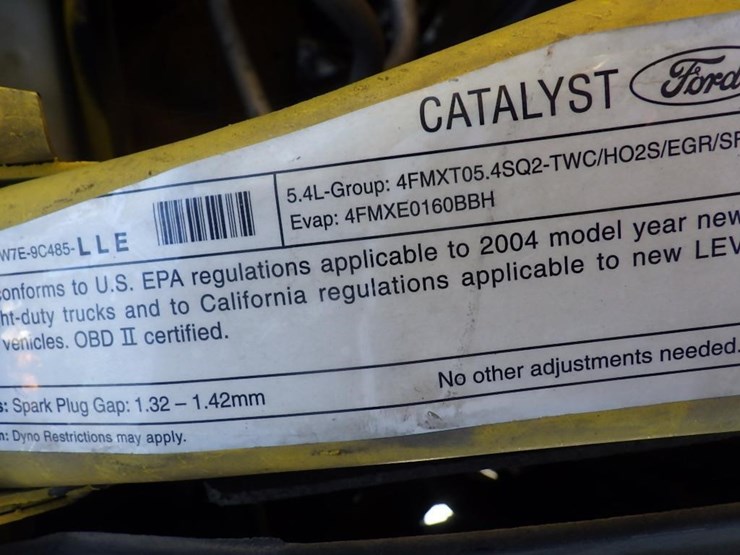 CATALYST Ford
W7E-9C485-LLE
5.4L-Group: 4FMXT05.4SQ2-TWC/HO2S/EGR/SF
Evap: 4FMXE0160BBH
onforms to U.S. EPA regulations applicable to 2004 model year new
ht-duty trucks and to California regulations applicable to new LEV
vehicles. OBD II certified.
s: Spark Plug Gap: 1.32 – 1.42mm No other adjustments needed.
n: Dyno Restrictions may apply.